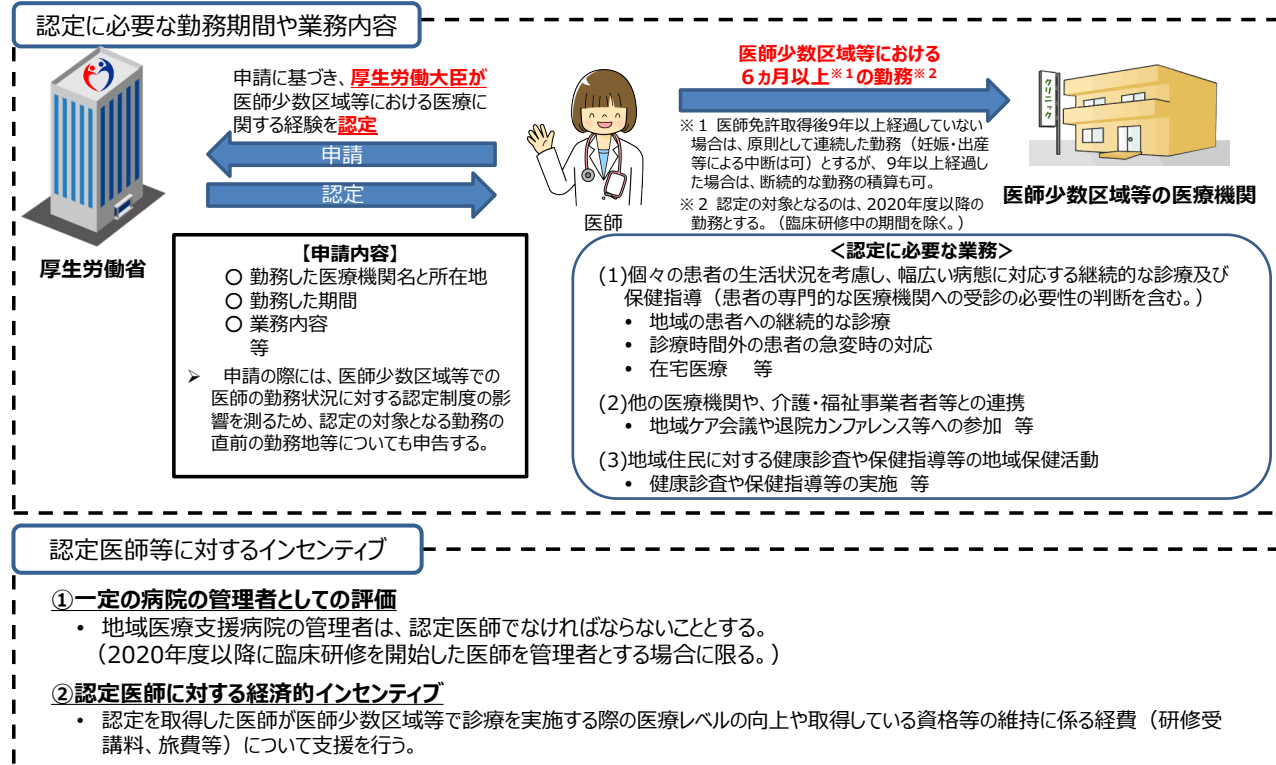 認定に必要な勤務期間や業務内容
申請に基づき、厚生労働大臣が
医師少数区域等における医療に
関する経験を認定
申請
認定
厚生労働省
医師
医師少数区域等における
6ヵ月以上※1の勤務※2
※1 医師免許取得後9年以上経過していない
場合は、原則として連続した勤務（妊娠・出産
等による中断は可）とするが、9年以上経過し
た場合は、断続的な勤務の積算も可。
※2 認定の対象となるのは、2020年度以降の
勤務とする。（臨床研修中の期間を除く。）
クリニック
医師少数区域等の医療機関
【申請内容】
○ 勤務した医療機関名と所在地
○ 勤務した期間
○ 業務内容
等
➢ 申請の際には、医師少数区域等での
医師の勤務状況に対する認定制度の影
響を測るため、認定の対象となる勤務の
直前の勤務地等についても申告する。
＜認定に必要な業務＞
(1)個々の患者の生活状況を考慮し、幅広い病態に対応する継続的な診療及び
保健指導（患者の専門的な医療機関への受診の必要性の判断を含む。）
• 地域の患者への継続的な診療
• 診療時間外の患者の急変時の対応
• 在宅医療 等
(2)他の医療機関や、介護・福祉事業者者等との連携
• 地域ケア会議や退院カンファレンス等への参加 等
(3)地域住民に対する健康診査や保健指導等の地域保健活動
• 健康診査や保健指導等の実施 等
認定医師等に対するインセンティブ
①一定の病院の管理者としての評価
• 地域医療支援病院の管理者は、認定医師でなければならないこととする。
（2020年度以降に臨床研修を開始した医師を管理者とする場合に限る。）
②認定医師に対する経済的インセンティブ
• 認定を取得した医師が医師少数区域等で診療を実施する際の医療レベルの向上や取得している資格等の維持に係る経費（研修受
講料、旅費等）について支援を行う。